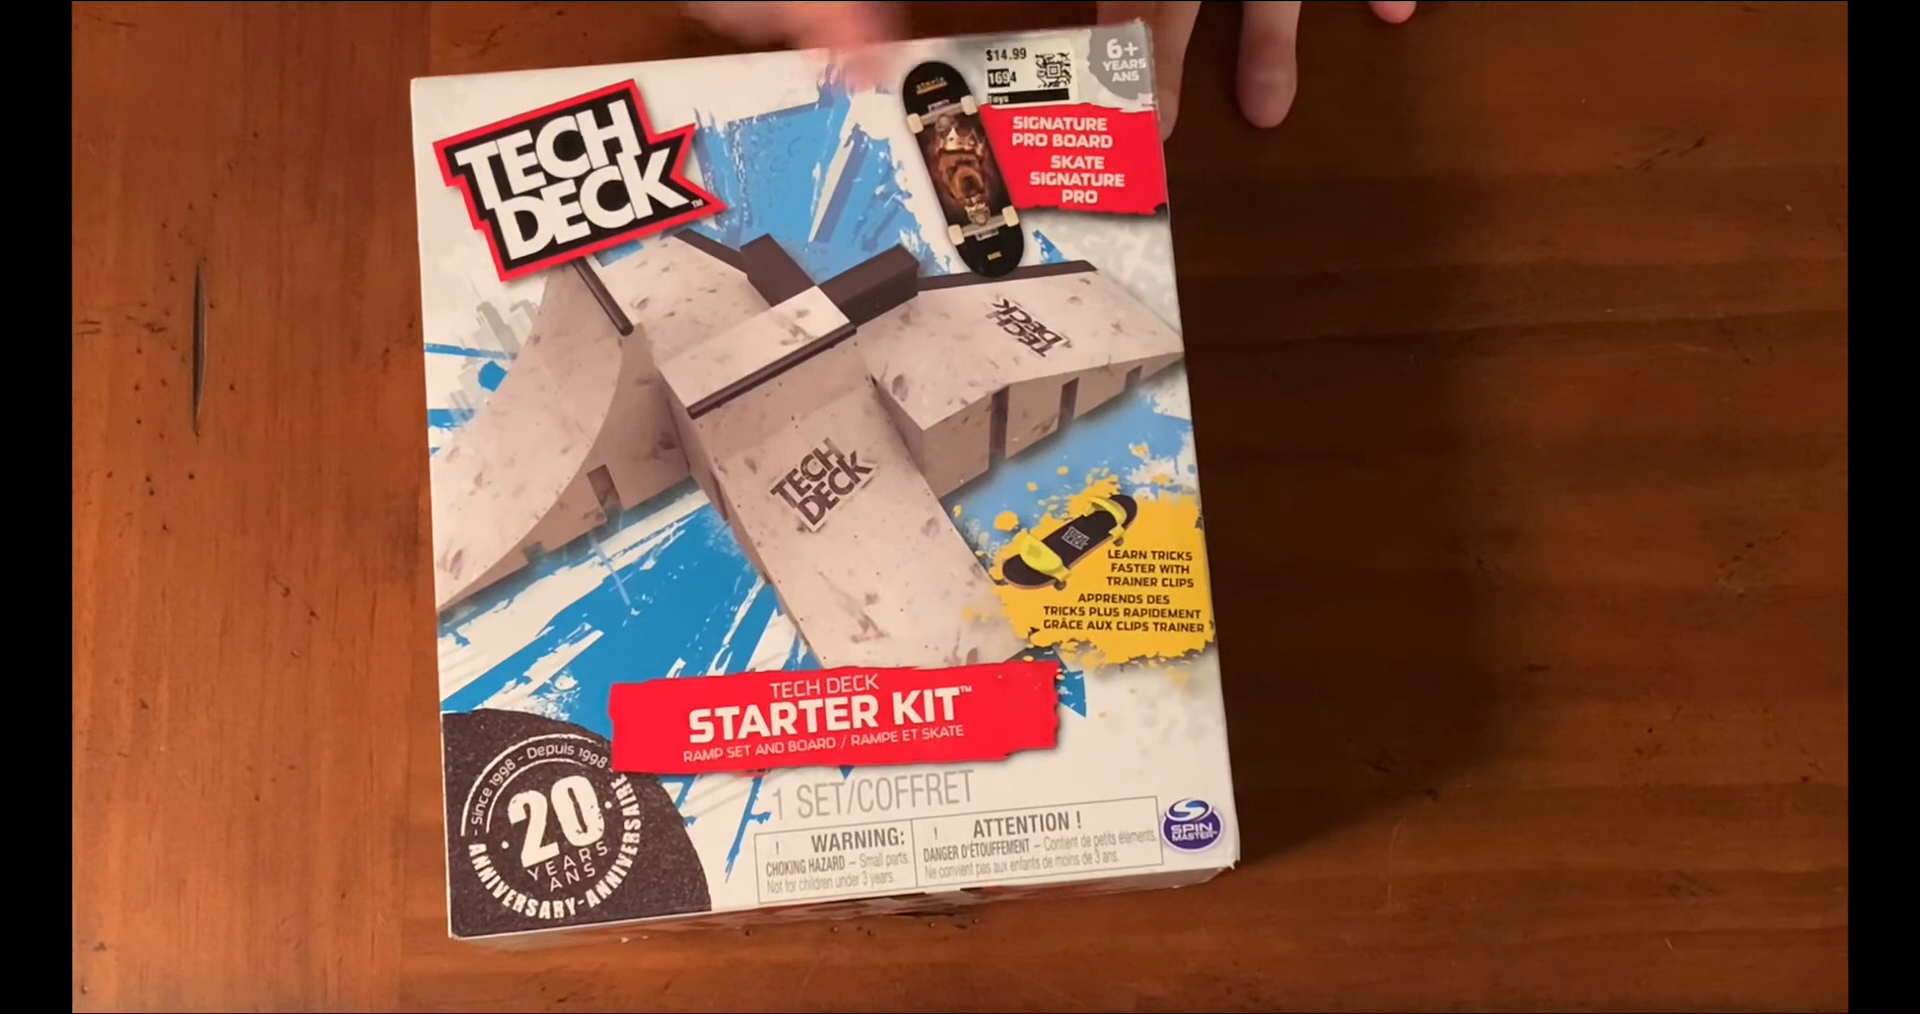 TECH
DECK™
$14.99
1694
Toys
6+
YEARS
ANS
SIGNATURE
PRO BOARD
SKATE
SIGNATURE
PRO
TECH
DECK
TECH
DECK
LEARN TRICKS
FASTER WITH
TRAINER CLIPS
APPRENDS DES
TRICKS PLUS RAPIDEMENT
GRÂCE AUX CLIPS TRAINER
TECH DECK
STARTER KIT™
RAMP SET AND BOARD / RAMPE ET SKATE
- Since 1998 - Depuis 1998 -
20
YEARS
ANS
ANNIVERSARY-ANNIVERSAIRE
1 SET/COFFRET
! WARNING:
CHOKING HAZARD – Small parts.
Not for children under 3 years.
! ATTENTION !
DANGER D'ÉTOUFFEMENT – Contient de petits éléments.
Ne convient pas aux enfants de moins de 3 ans.
SPIN
MASTER